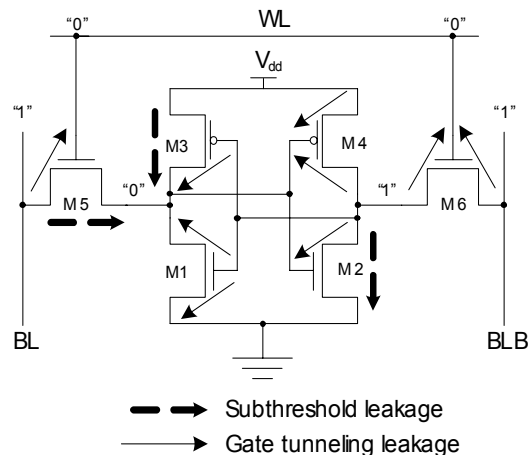 "0" WL "0"
V_dd
"1" "1"
M3 M4
"0" "1"
M5 M6
M1 M2
BL BLB
Subthreshold leakage
Gate tunneling leakage